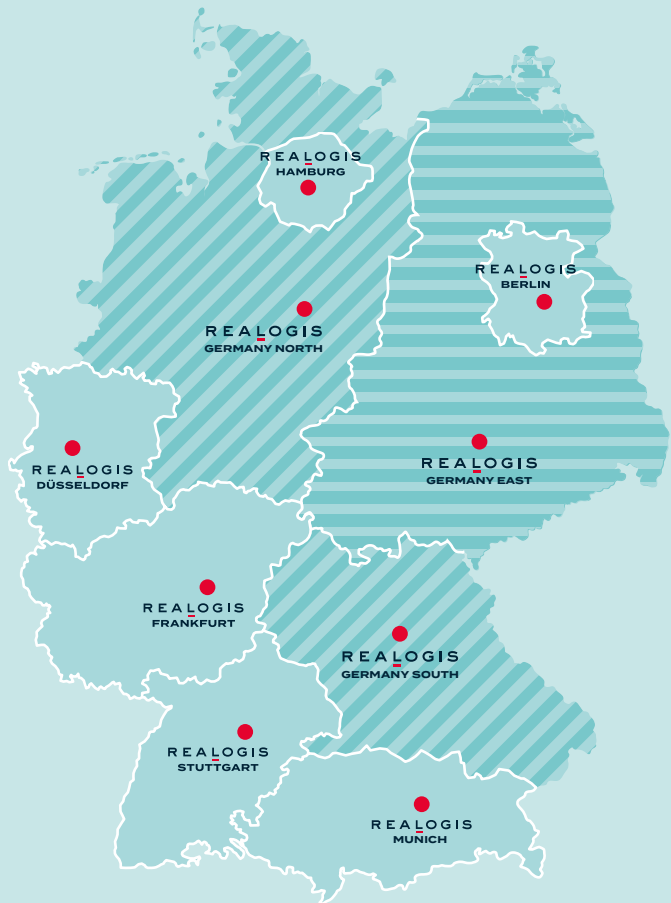 REALOGIS
HAMBURG
REALOGIS
BERLIN
REALOGIS
GERMANY NORTH
REALOGIS
DÜSSELDORF
REALOGIS
GERMANY EAST
REALOGIS
FRANKFURT
REALOGIS
GERMANY SOUTH
REALOGIS
STUTTGART
REALOGIS
MUNICH